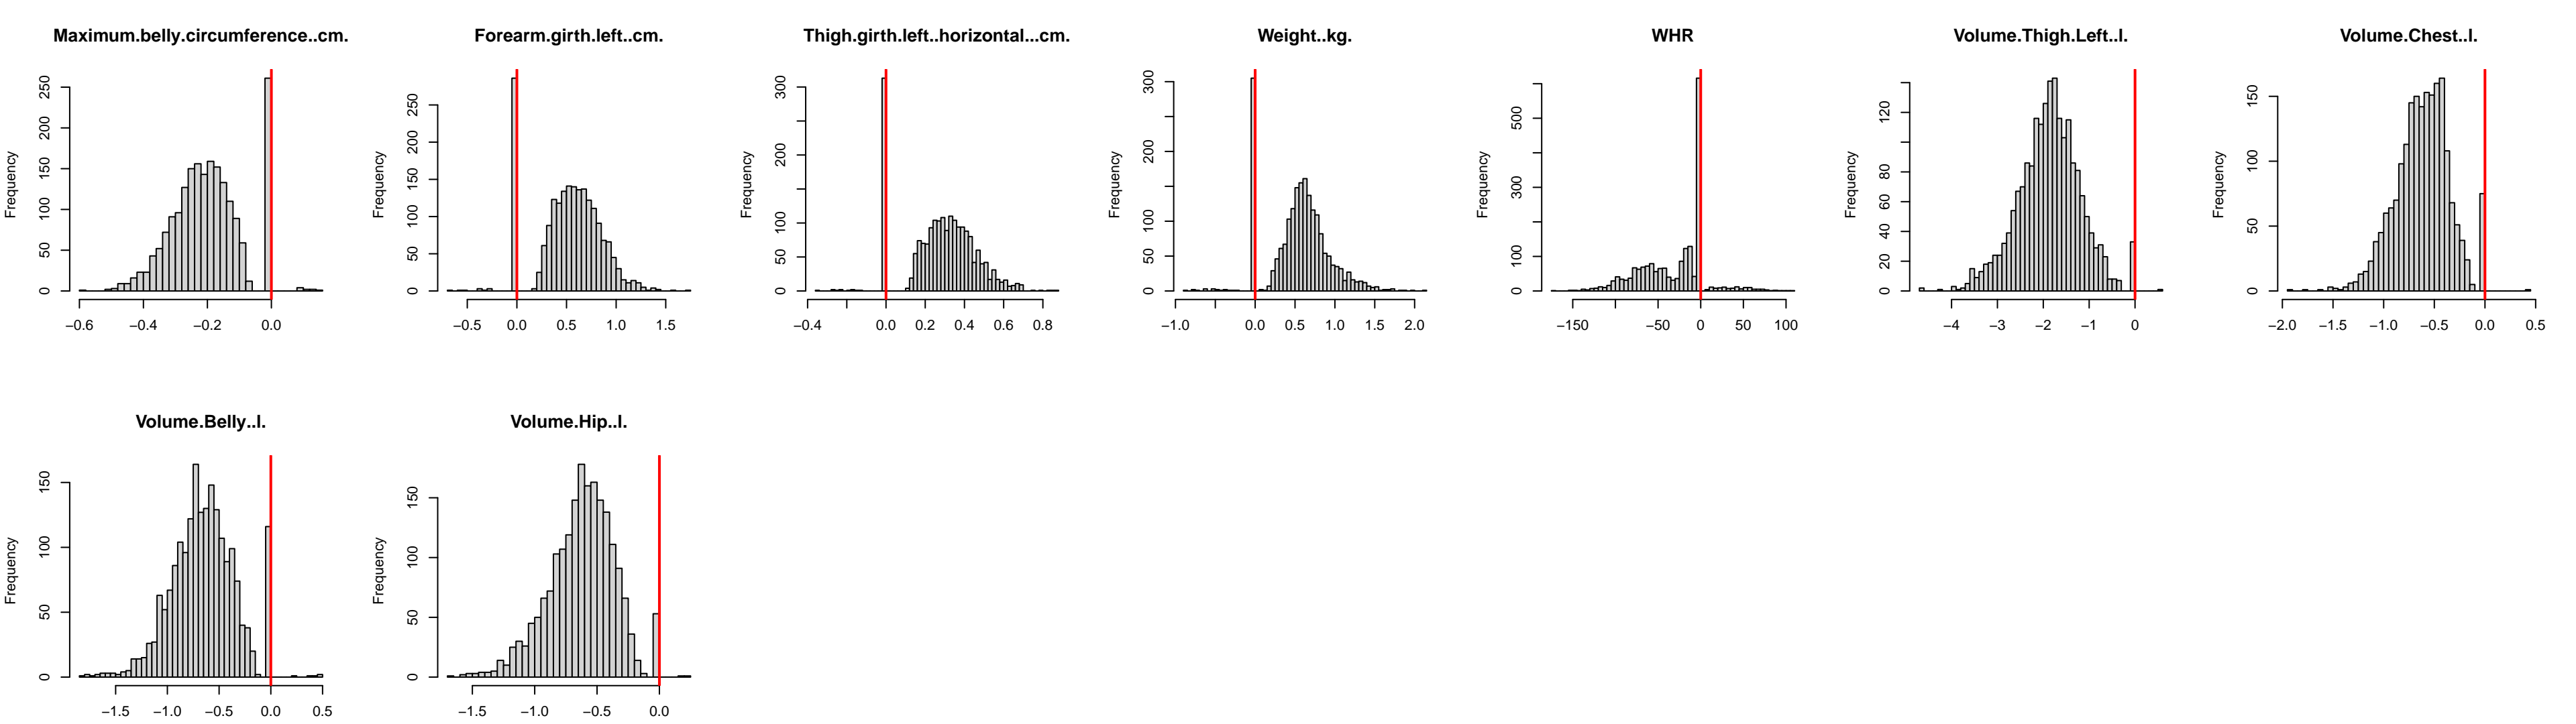 Maximum.belly.circumference..cm.
Frequency
250
200
150
100
50
0
−0.6 −0.4 −0.2 0.0
Forearm.girth.left..cm.
Frequency
250
200
150
100
50
0
−0.5 0.0 0.5 1.0 1.5
Thigh.girth.left..horizontal...cm.
Frequency
300
200
100
50
0
−0.4 0.0 0.2 0.4 0.6 0.8
Weight..kg.
Frequency
300
200
100
50
0
−1.0 0.0 0.5 1.0 1.5 2.0
WHR
Frequency
500
300
100
0
−150 −50 0 50 100
Volume.Thigh.Left..l.
Frequency
120
80
60
40
20
0
−4 −3 −2 −1 0
Volume.Chest..l.
Frequency
150
100
50
0
−2.0 −1.5 −1.0 −0.5 0.0 0.5
Volume.Belly..l.
Frequency
150
100
50
0
−1.5 −1.0 −0.5 0.0 0.5
Volume.Hip..l.
Frequency
150
100
50
0
−1.5 −1.0 −0.5 0.0